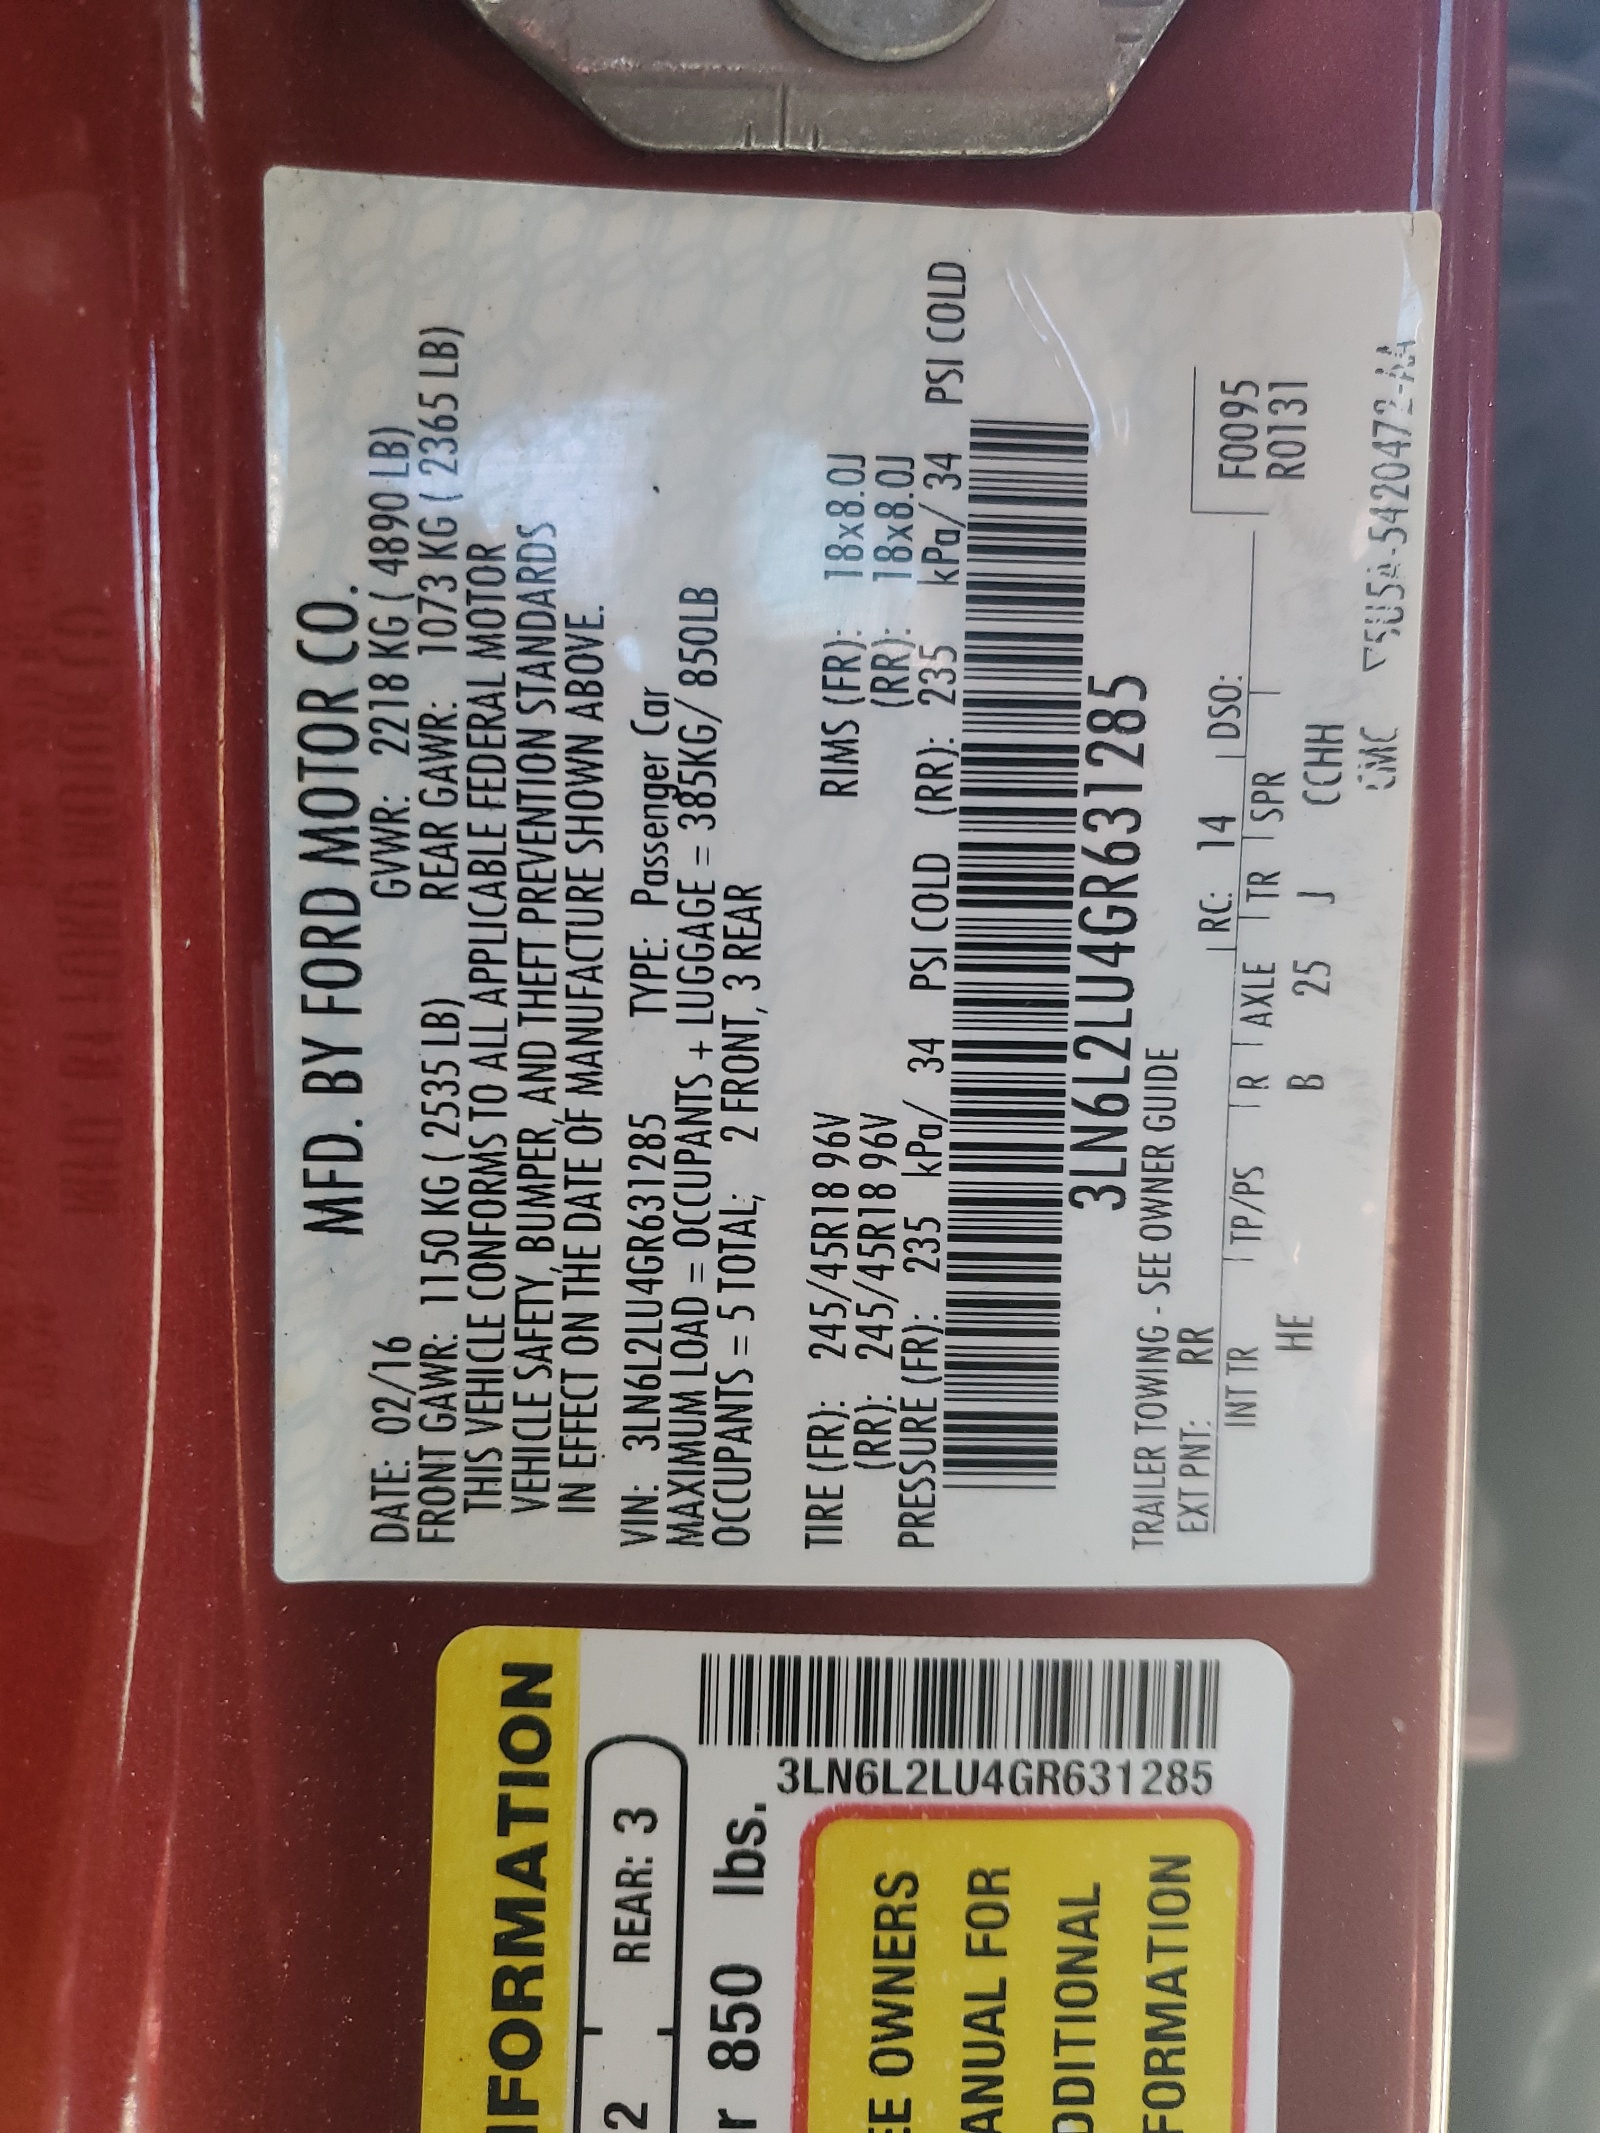 MFD. BY FORD MOTOR CO.
DATE: 02/16 GVWR: 2218 KG ( 4890 LB)
FRONT GAWR: 1150 KG ( 2535 LB) REAR GAWR: 1073 KG ( 2365 LB)
THIS VEHICLE CONFORMS TO ALL APPLICABLE FEDERAL MOTOR
VEHICLE SAFETY, BUMPER, AND THEFT PREVENTION STANDARDS
IN EFFECT ON THE DATE OF MANUFACTURE SHOWN ABOVE.
VIN: 3LN6L2LU4GR631285 TYPE: Passenger Car
MAXIMUM LOAD = OCCUPANTS + LUGGAGE = 385KG/ 850LB
OCCUPANTS = 5 TOTAL; 2 FRONT, 3 REAR
TIRE (FR): 245/45R18 96V RIMS (FR): 18x8.0J
(RR): 245/45R18 96V (RR): 18x8.0J
PRESSURE (FR): 235 kPa/ 34 PSI COLD (RR): 235 kPa/ 34 PSI COLD
3LN6L2LU4GR631285
TRAILER TOWING - SEE OWNER GUIDE
EXT PNT: RR RC: 14 DSO:
INT TR TP/PS R AXLE TR SPR F0095
HE B 25 J CCHH R0131
5U5A-5420472-AA
FORMATION
2 REAR: 3
r 850 lbs.
3LN6L2LU4GR631285
EE OWNERS
ANUAL FOR
DDITIONAL
FORMATION